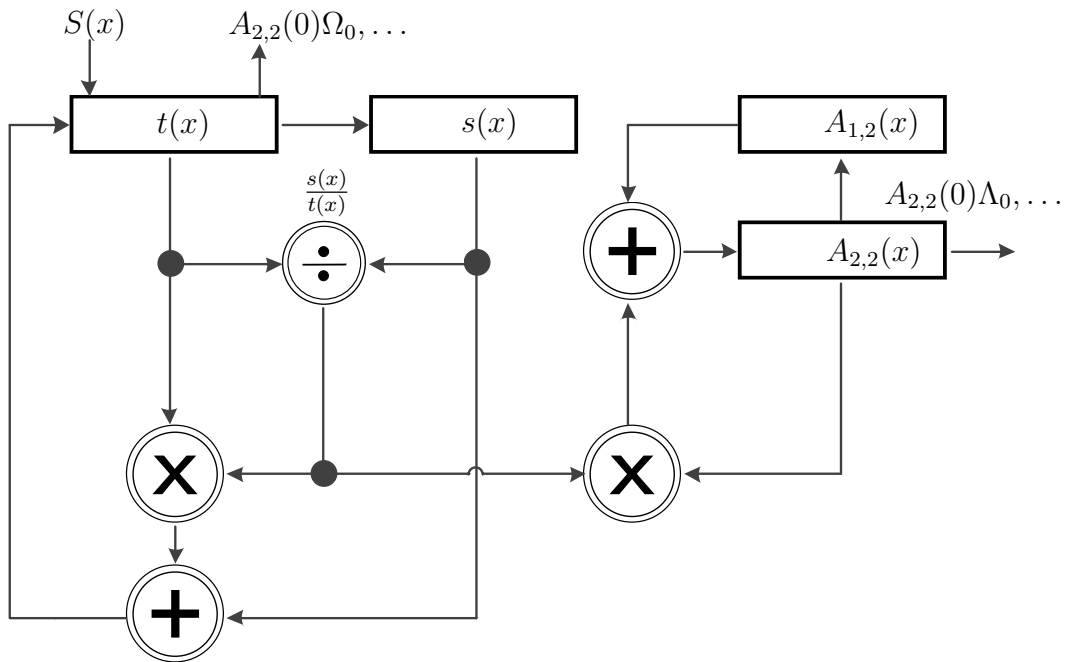 S(x)
A_{2,2}(0)Ω_0, ...
t(x)
s(x)
A_{1,2}(x)
s(x)/t(x)
÷
+
A_{2,2}(x)
A_{2,2}(0)Λ_0, ...
×
×
+